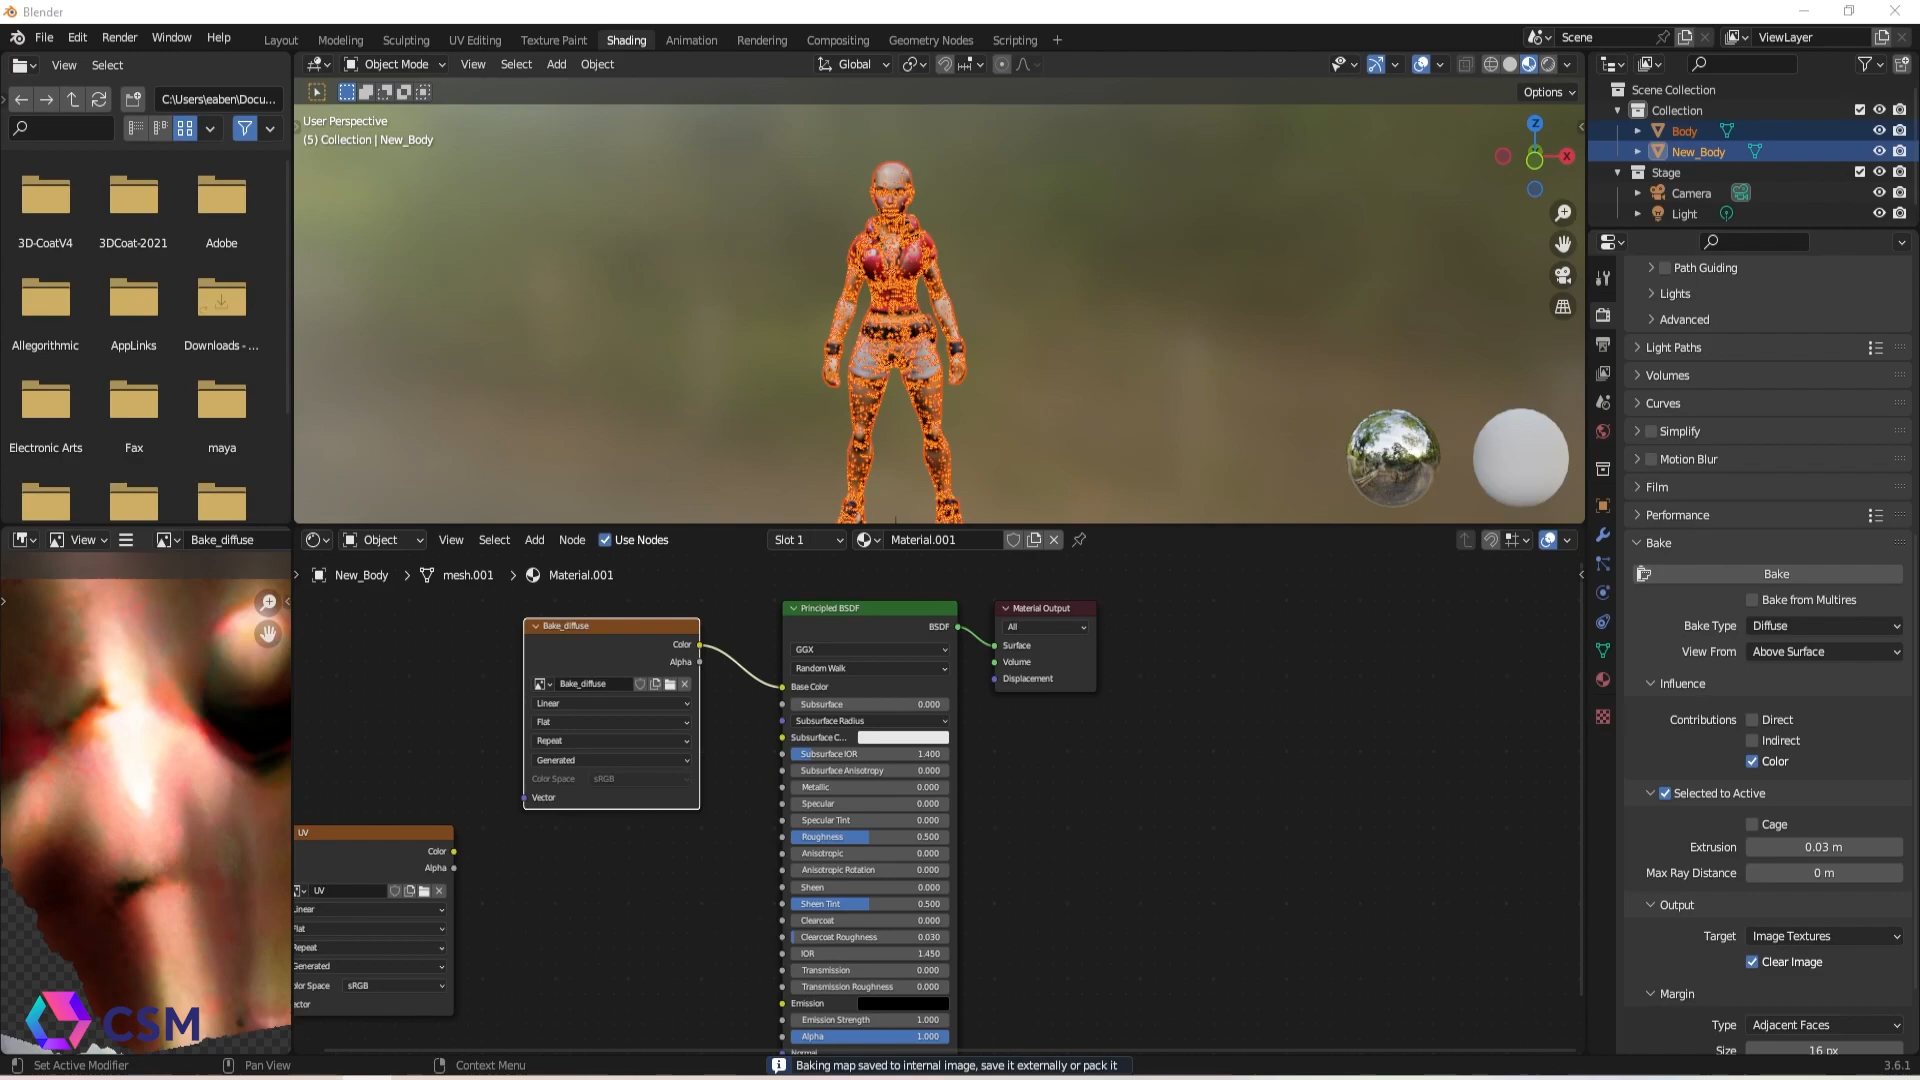 Blender
File Edit Render Window Help
Layout Modeling Sculpting UV Editing Texture Paint Shading Animation Rendering Compositing Geometry Nodes Scripting +
Scene
ViewLayer
View Select
C:\Users\eaben\Docu...
3D-CoatV4 3DCoat-2021 Adobe
Allegorithmic AppLinks Downloads - ...
Electronic Arts Fax maya
Object Mode View Select Add Object
Global
Options
User Perspective
(5) Collection | New_Body
Z
X
Scene Collection
Collection
Body
New_Body
Stage
Camera
Light
Path Guiding
Lights
Advanced
Light Paths
Volumes
Curves
Simplify
Motion Blur
Film
Performance
Bake
Bake
Bake from Multires
Bake Type Diffuse
View From Above Surface
Influence
Contributions Direct
Indirect
Color
Selected to Active
Cage
Extrusion 0.03 m
Max Ray Distance 0 m
Output
Target Image Textures
Clear Image
Margin
Type Adjacent Faces
Size 16 px
View Bake_diffuse
CSM
Object View Select Add Node Use Nodes Slot 1 Material.001
New_Body > mesh.001 > Material.001
Bake_diffuse
Color
Alpha
Bake_diffuse
Linear
Flat
Repeat
Generated
Color Space sRGB
Vector
UV
Color
Alpha
UV
Linear
Flat
Repeat
Generated
olor Space sRGB
ector
Principled BSDF
BSDF
GGX
Random Walk
Base Color
Subsurface 0.000
Subsurface Radius
Subsurface C...
Subsurface IOR 1.400
Subsurface Anisotropy 0.000
Metallic 0.000
Specular 0.000
Specular Tint 0.000
Roughness 0.500
Anisotropic 0.000
Anisotropic Rotation 0.000
Sheen 0.000
Sheen Tint 0.500
Clearcoat 0.000
Clearcoat Roughness 0.030
IOR 1.450
Transmission 0.000
Transmission Roughness 0.000
Emission
Emission Strength 1.000
Alpha 1.000
Normal
Material Output
All
Surface
Volume
Displacement
Set Active Modifier Pan View Context Menu Baking map saved to internal image, save it externally or pack it 3.6.1